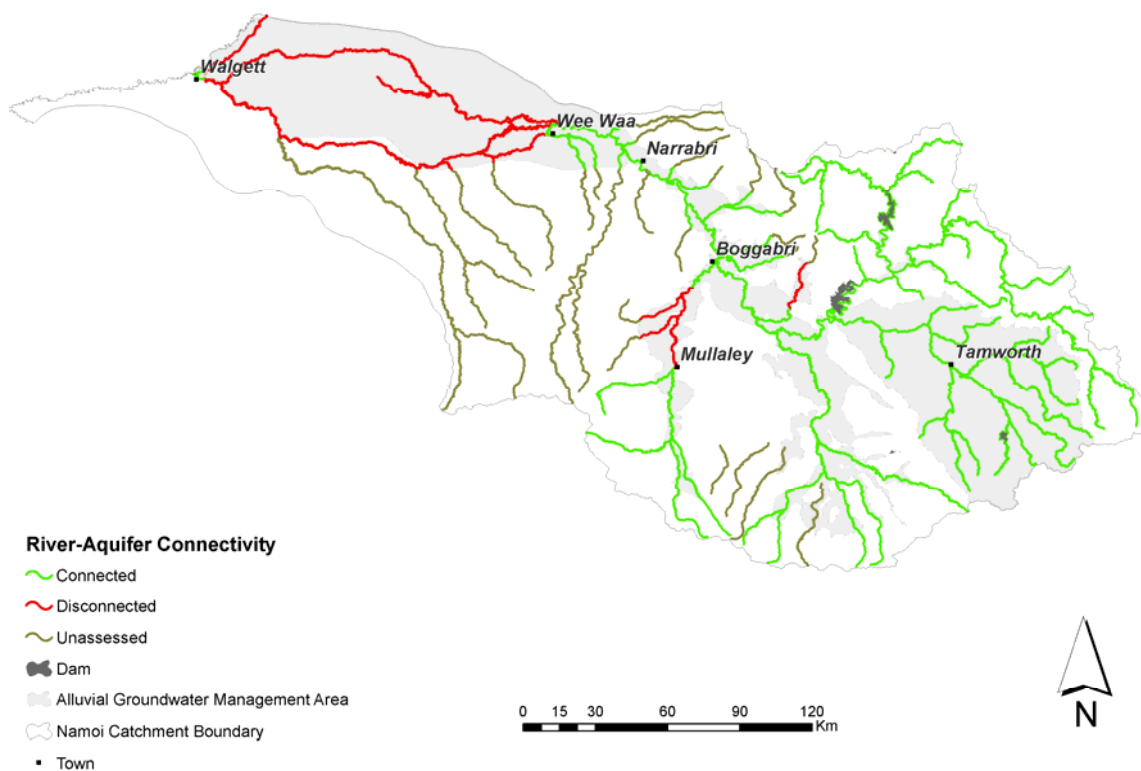 Walgett
Wee Waa
Narrabri
Boggabri
Mullaley
Tamworth
River-Aquifer Connectivity
Connected
Disconnected
Unassessed
Dam
Alluvial Groundwater Management Area
Namoi Catchment Boundary
Town
0 15 30 60 90 120
Km
N